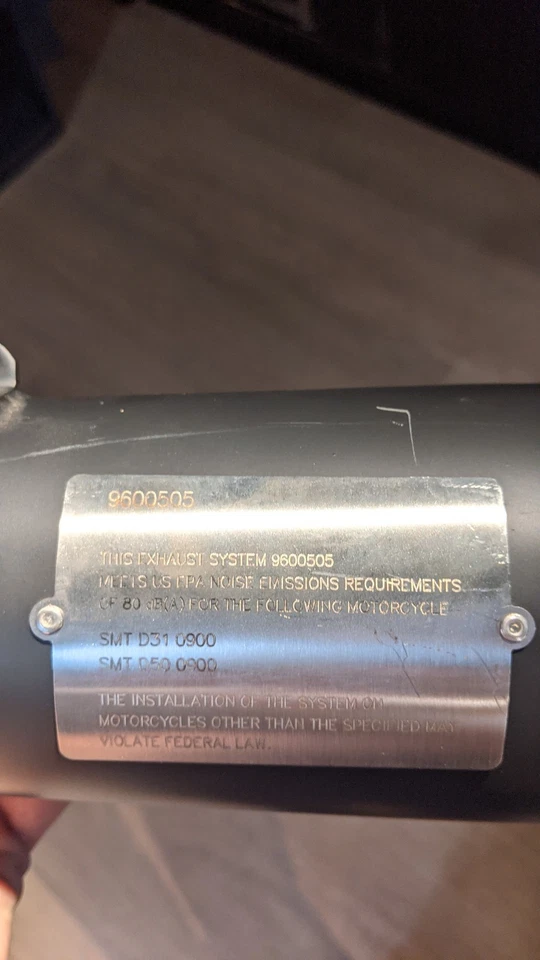 9600505
THIS EXHAUST SYSTEM 9600505
MEETS US EPA NOISE EMISSIONS REQUIREMENTS
OF 80 dB(A) FOR THE FOLLOWING MOTORCYCLE
SMT D31 0900
SMT D50 0900
THE INSTALLATION OF THE SYSTEM ON
MOTORCYCLES OTHER THAN THE SPECIFIED MAY
VIOLATE FEDERAL LAW.